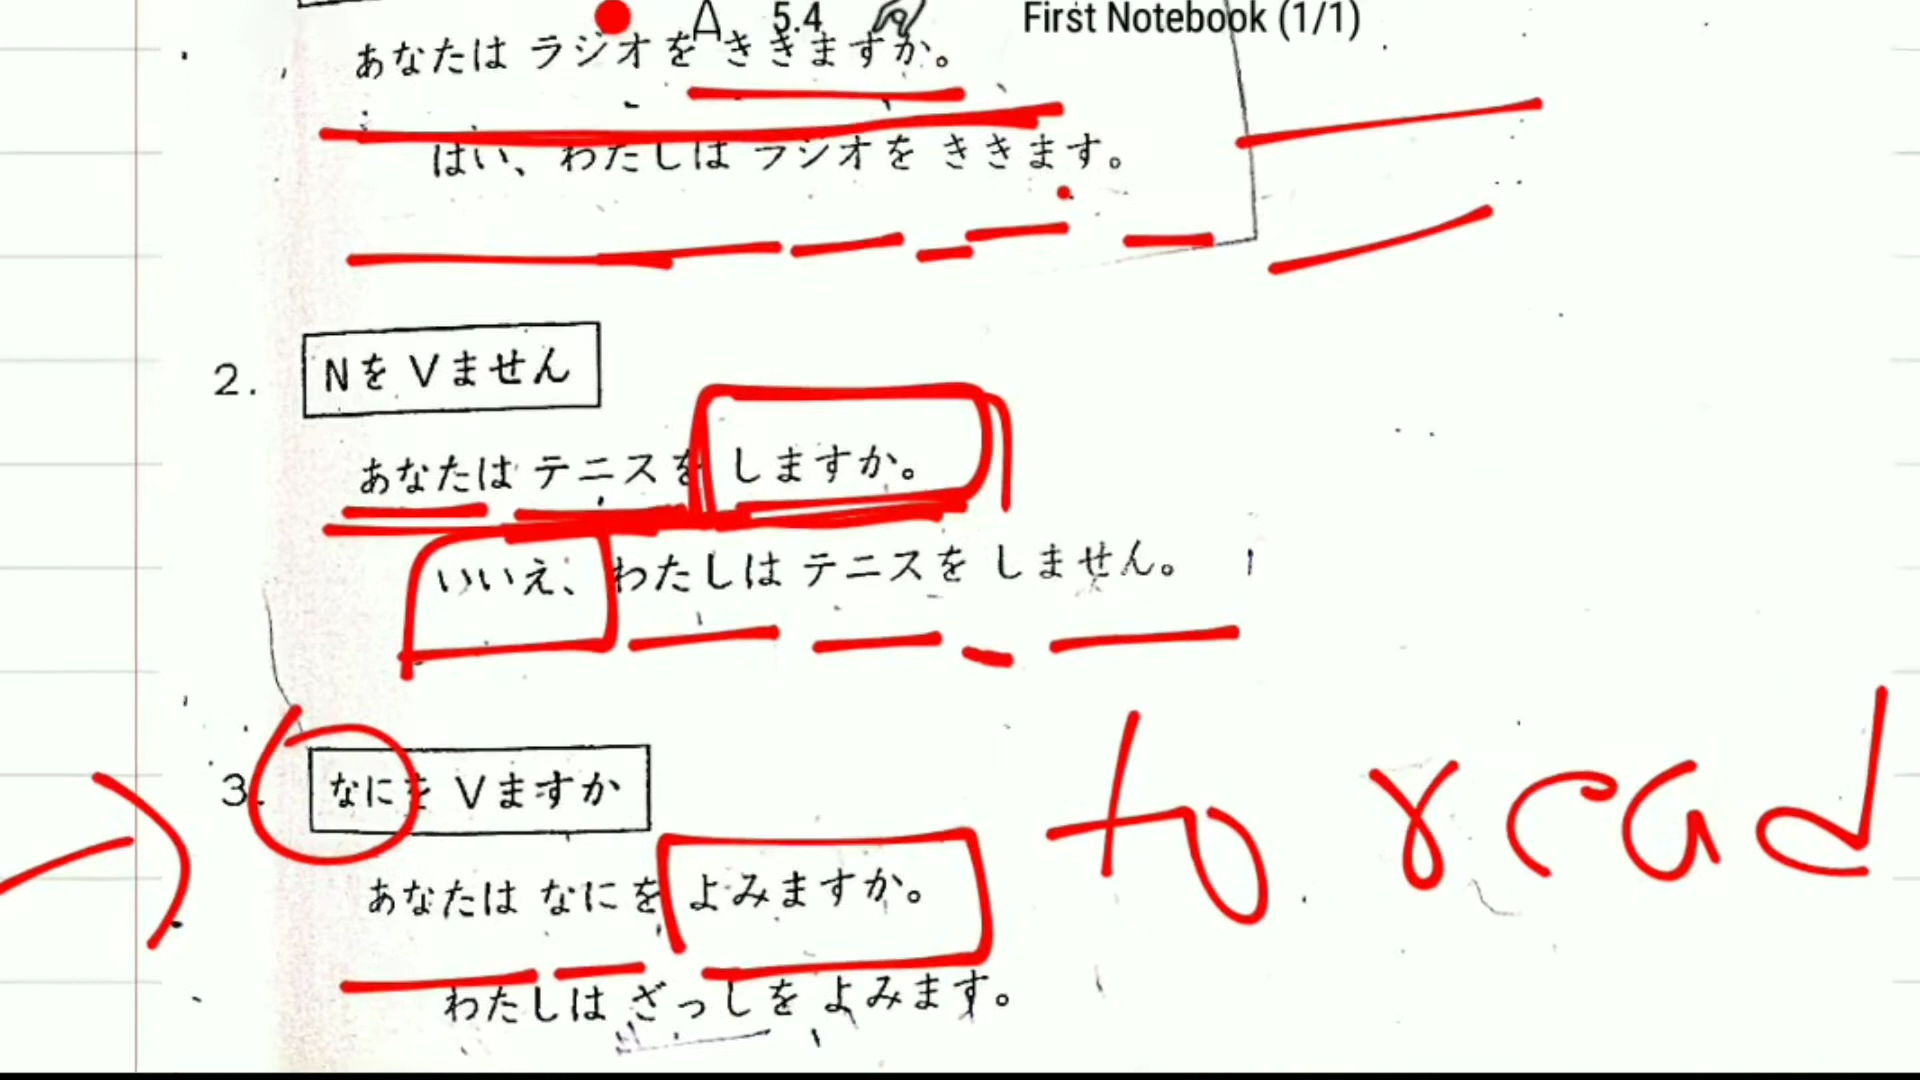 A 5.4 First Notebook (1/1)
あなたは ラジオを ききますか。
はい、わたしは ラジオを ききます。
2. Nを Vません
あなたは テニスを しますか。
いいえ、わたしは テニスを しません。
3. なにを Vますか
to read
あなたは なにを よみますか。
わたしは ざっしを よみます。